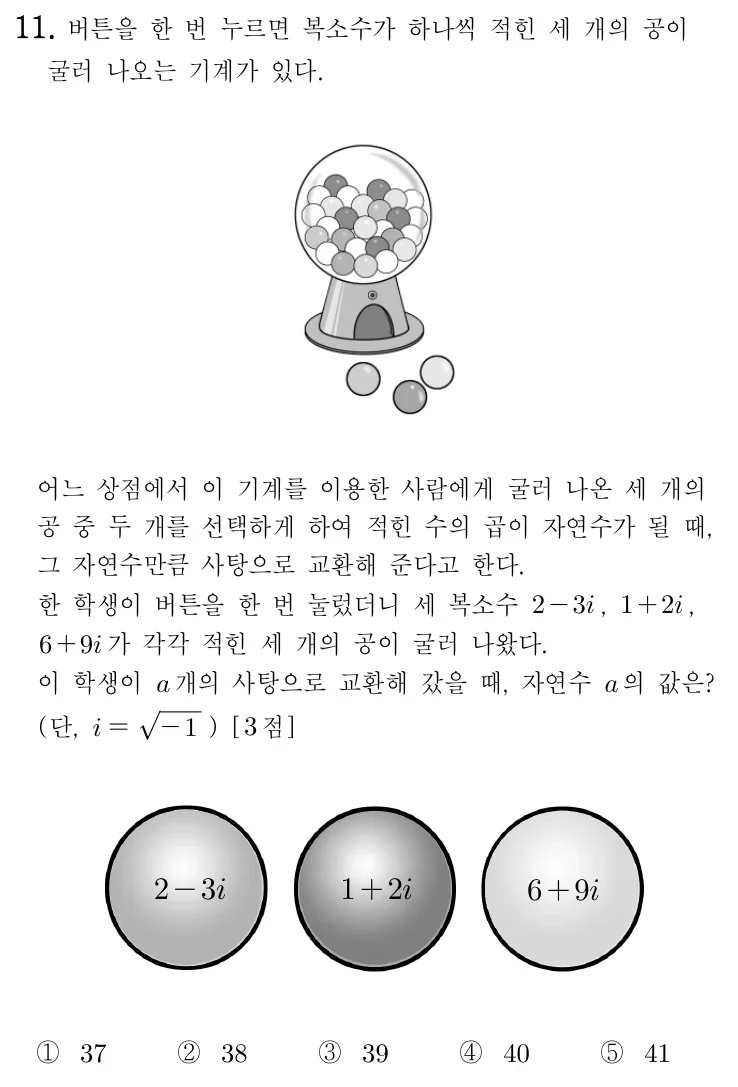 11. 버튼을 한 번 누르면 복소수가 하나씩 적힌 세 개의 공이
굴러 나오는 기계가 있다.
어느 상점에서 이 기계를 이용한 사람에게 굴러 나온 세 개의
공 중 두 개를 선택하게 하여 적힌 수의 곱이 자연수가 될 때,
그 자연수만큼 사탕으로 교환해 준다고 한다.
한 학생이 버튼을 한 번 눌렀더니 세 복소수 2-3i, 1+2i,
6+9i가 각각 적힌 세 개의 공이 굴러 나왔다.
이 학생이 a개의 사탕으로 교환해 갔을 때, 자연수 a의 값은?
(단, i=√-1 ) [3점]
2-3i 1+2i 6+9i
① 37 ② 38 ③ 39 ④ 40 ⑤ 41